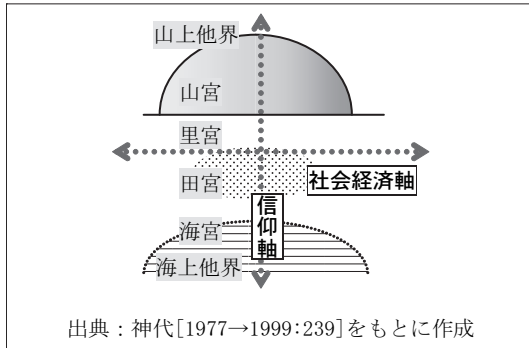 山上他界
山宮
里宮
田宮
社会経済軸
信仰軸
海宮
海上他界
出典：神代[1977→1999:239]をもとに作成